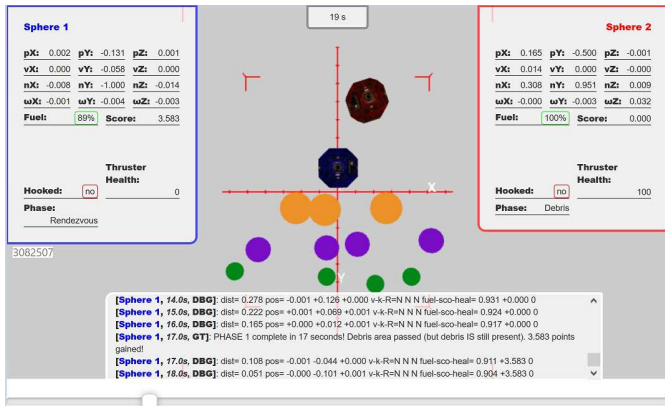 19 s
Sphere 1
pX: 0.002 pY: -0.131 pZ: 0.001
vX: 0.000 vY: -0.058 vZ: 0.000
nX: -0.008 nY: -1.000 nZ: -0.014
ωX: -0.001 ωY: -0.004 ωZ: -0.003
Fuel: 89% Score: 3.583
Thruster
Health:
Hooked: no 0
Phase:
Rendezvous
Sphere 2
pX: 0.165 pY: -0.500 pZ: -0.001
vX: 0.014 vY: 0.000 vZ: -0.000
nX: 0.308 nY: 0.951 nZ: 0.009
ωX: -0.000 ωY: -0.003 ωZ: 0.032
Fuel: 100% Score: 0.000
Thruster
Health:
Hooked: no 100
Phase: Debris
X
Y
3082507
[Sphere 1, 14.0s, DBG]: dist= 0.278 pos= -0.001 +0.126 +0.000 v-k-R=N N N fuel-sco-heal= 0.931 +0.000 0
[Sphere 1, 15.0s, DBG]: dist= 0.222 pos= +0.001 +0.069 +0.001 v-k-R=N N N fuel-sco-heal= 0.924 +0.000 0
[Sphere 1, 16.0s, DBG]: dist= 0.165 pos= +0.000 +0.012 +0.001 v-k-R=N N N fuel-sco-heal= 0.917 +0.000 0
[Sphere 1, 17.0s, GT]: PHASE 1 complete in 17 seconds! Debris area passed (but debris IS still present). 3.583 points
gained!
[Sphere 1, 17.0s, DBG]: dist= 0.108 pos= -0.001 -0.044 +0.000 v-k-R=N N N fuel-sco-heal= 0.911 +3.583 0
[Sphere 1, 18.0s, DBG]: dist= 0.051 pos= -0.000 -0.101 +0.001 v-k-R=N N N fuel-sco-heal= 0.904 +3.583 0